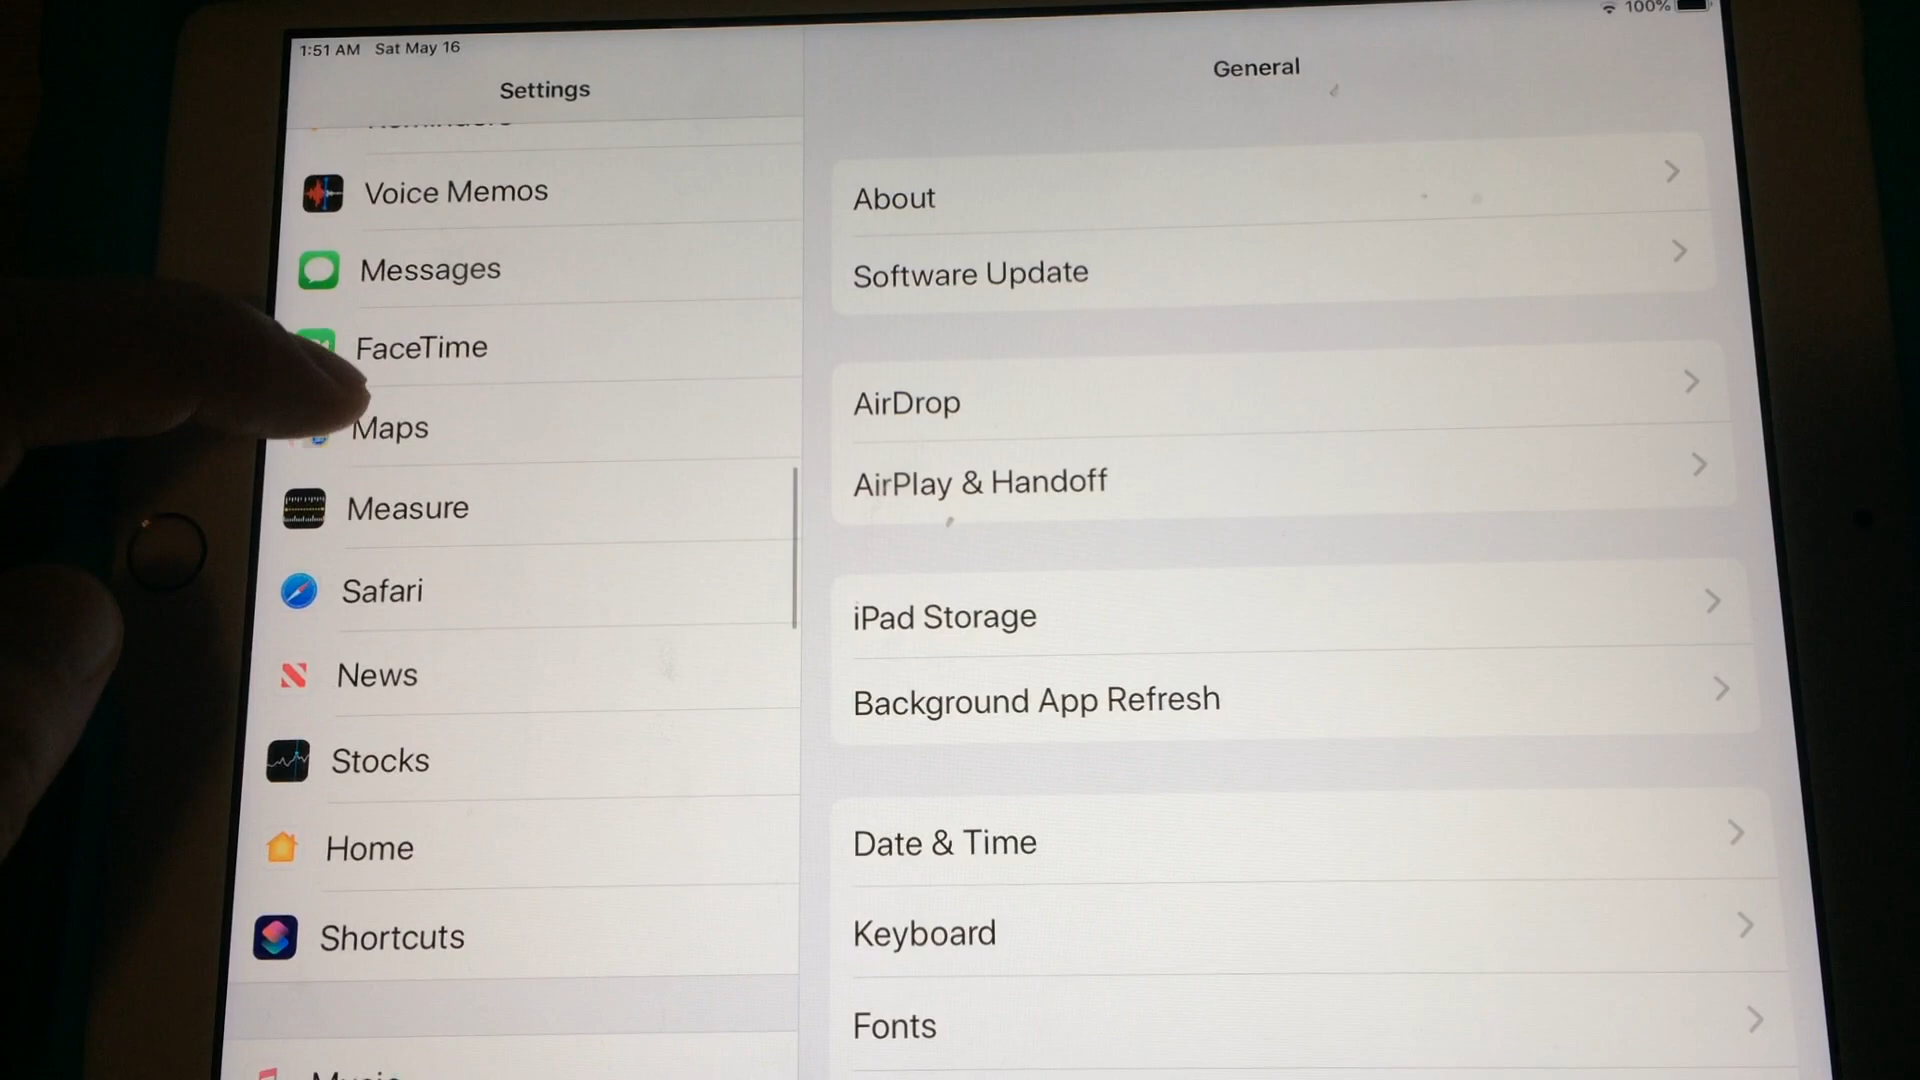 1:51 AM Sat May 16
100%
Settings
General
Voice Memos
Messages
FaceTime
Maps
Measure
Safari
News
Stocks
Home
Shortcuts
About
Software Update
AirDrop
AirPlay & Handoff
iPad Storage
Background App Refresh
Date & Time
Keyboard
Fonts